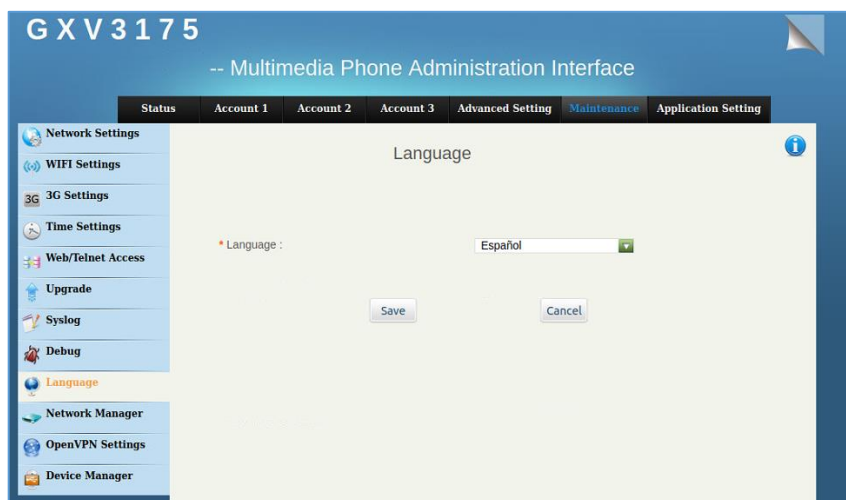 GXV3175
-- Multimedia Phone Administration Interface
Status Account 1 Account 2 Account 3 Advanced Setting Maintenance Application Setting
Network Settings
WIFI Settings
3G 3G Settings
Time Settings
Web/Telnet Access
Upgrade
Syslog
Debug
Language
Network Manager
OpenVPN Settings
Device Manager
Language
* Language : Español
Save Cancel